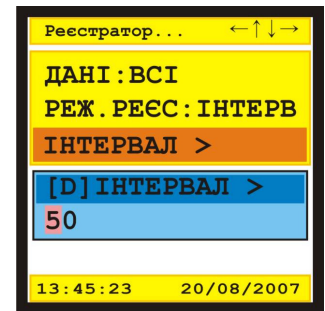 Реєстратор... ←↑↓→
ДАНІ:ВСІ
РЕЖ.РЕЄС:ІНТЕРВ
ІНТЕРВАЛ >
[D]ІНТЕРВАЛ >
50
13:45:23 20/08/2007